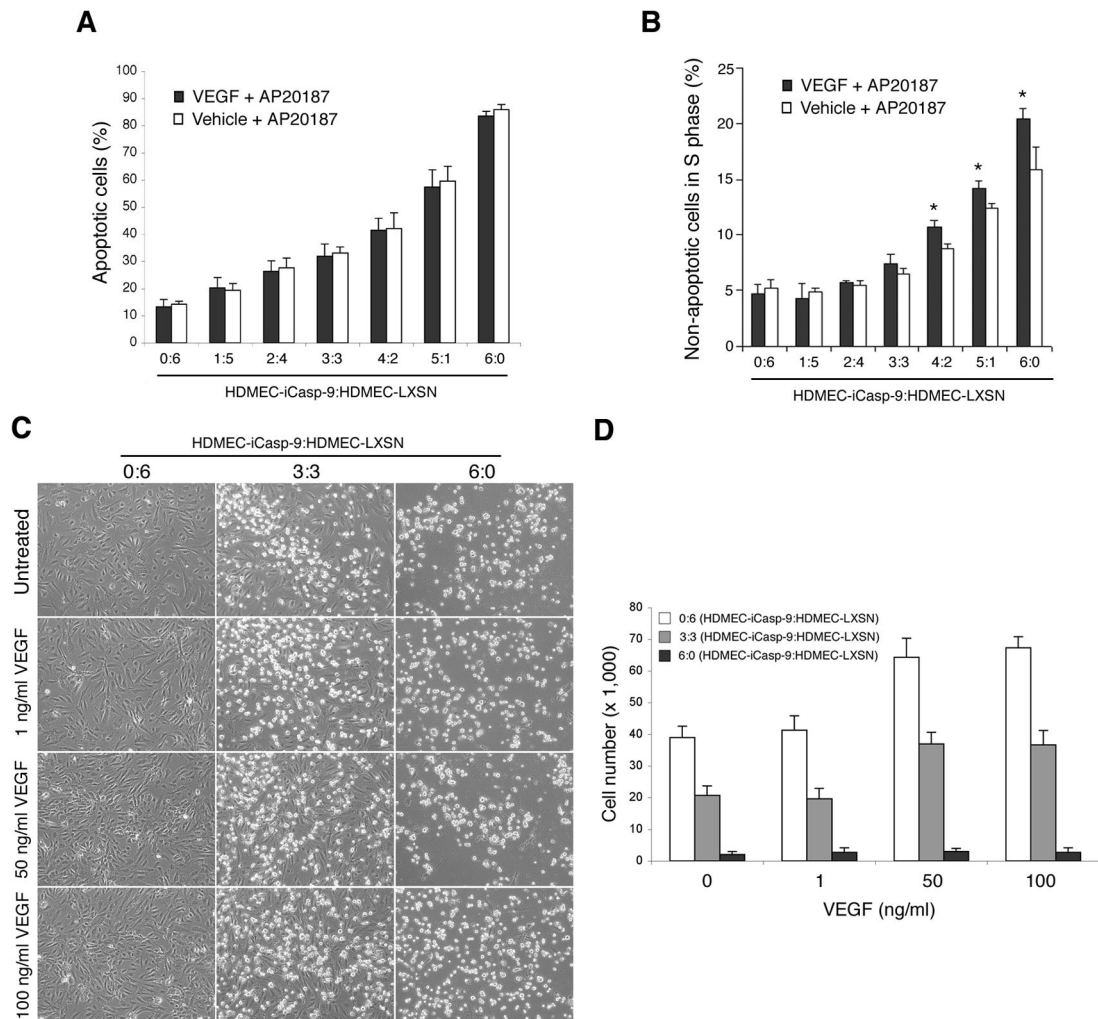 A
100
90
80
70
60
50
40
30
20
10
0
Apoptotic cells (%)
VEGF + AP20187
Vehicle + AP20187
0:6 1:5 2:4 3:3 4:2 5:1 6:0
HDMEC-iCasp-9:HDMEC-LXSN
B
25
20
15
10
5
0
Non-apoptotic cells in S phase (%)
VEGF + AP20187
Vehicle + AP20187
*
*
*
0:6 1:5 2:4 3:3 4:2 5:1 6:0
HDMEC-iCasp-9:HDMEC-LXSN
C
HDMEC-iCasp-9:HDMEC-LXSN
0:6 3:3 6:0
Untreated
1 ng/ml VEGF
50 ng/ml VEGF
100 ng/ml VEGF
D
80
70
60
50
40
30
20
10
0
Cell number (x 1,000)
0:6 (HDMEC-iCasp-9:HDMEC-LXSN)
3:3 (HDMEC-iCasp-9:HDMEC-LXSN)
6:0 (HDMEC-iCasp-9:HDMEC-LXSN)
0 1 50 100
VEGF (ng/ml)